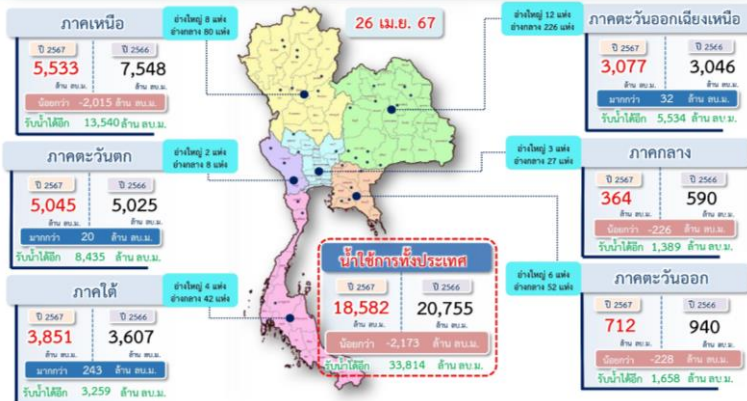 ภาคเหนือ
ปี 2567 ปี 2566
5,533 7,548
ล้าน ลบ.ม. ล้าน ลบ.ม.
น้อยกว่า -2,015 ล้าน ลบ.ม.
รับน้ำได้อีก 13,540 ล้าน ลบ.ม.
อ่างใหญ่ 8 แห่ง
อ่างกลาง 80 แห่ง
26 เม.ย. 67
อ่างใหญ่ 12 แห่ง
อ่างกลาง 226 แห่ง
ภาคตะวันออกเฉียงเหนือ
ปี 2567 ปี 2566
3,077 3,046
ล้าน ลบ.ม. ล้าน ลบ.ม.
มากกว่า 32 ล้าน ลบ.ม.
รับน้ำได้อีก 5,534 ล้าน ลบ.ม.
ภาคตะวันตก
ปี 2567 ปี 2566
5,045 5,025
ล้าน ลบ.ม. ล้าน ลบ.ม.
มากกว่า 20 ล้าน ลบ.ม.
รับน้ำได้อีก 8,435 ล้าน ลบ.ม.
อ่างใหญ่ 2 แห่ง
อ่างกลาง 8 แห่ง
อ่างใหญ่ 3 แห่ง
อ่างกลาง 27 แห่ง
ภาคกลาง
ปี 2567 ปี 2566
364 590
ล้าน ลบ.ม. ล้าน ลบ.ม.
น้อยกว่า -226 ล้าน ลบ.ม.
รับน้ำได้อีก 1,389 ล้าน ลบ.ม.
ภาคใต้
ปี 2567 ปี 2566
3,851 3,607
ล้าน ลบ.ม. ล้าน ลบ.ม.
มากกว่า 243 ล้าน ลบ.ม.
รับน้ำได้อีก 3,259 ล้าน ลบ.ม.
อ่างใหญ่ 4 แห่ง
อ่างกลาง 42 แห่ง
น้ำใช้การทั้งประเทศ
ปี 2567 ปี 2566
18,582 20,755
ล้าน ลบ.ม. ล้าน ลบ.ม.
น้อยกว่า -2,173 ล้าน ลบ.ม.
รับน้ำได้อีก 33,814 ล้าน ลบ.ม.
อ่างใหญ่ 6 แห่ง
อ่างกลาง 52 แห่ง
ภาคตะวันออก
ปี 2567 ปี 2566
712 940
ล้าน ลบ.ม. ล้าน ลบ.ม.
น้อยกว่า -228 ล้าน ลบ.ม.
รับน้ำได้อีก 1,658 ล้าน ลบ.ม.